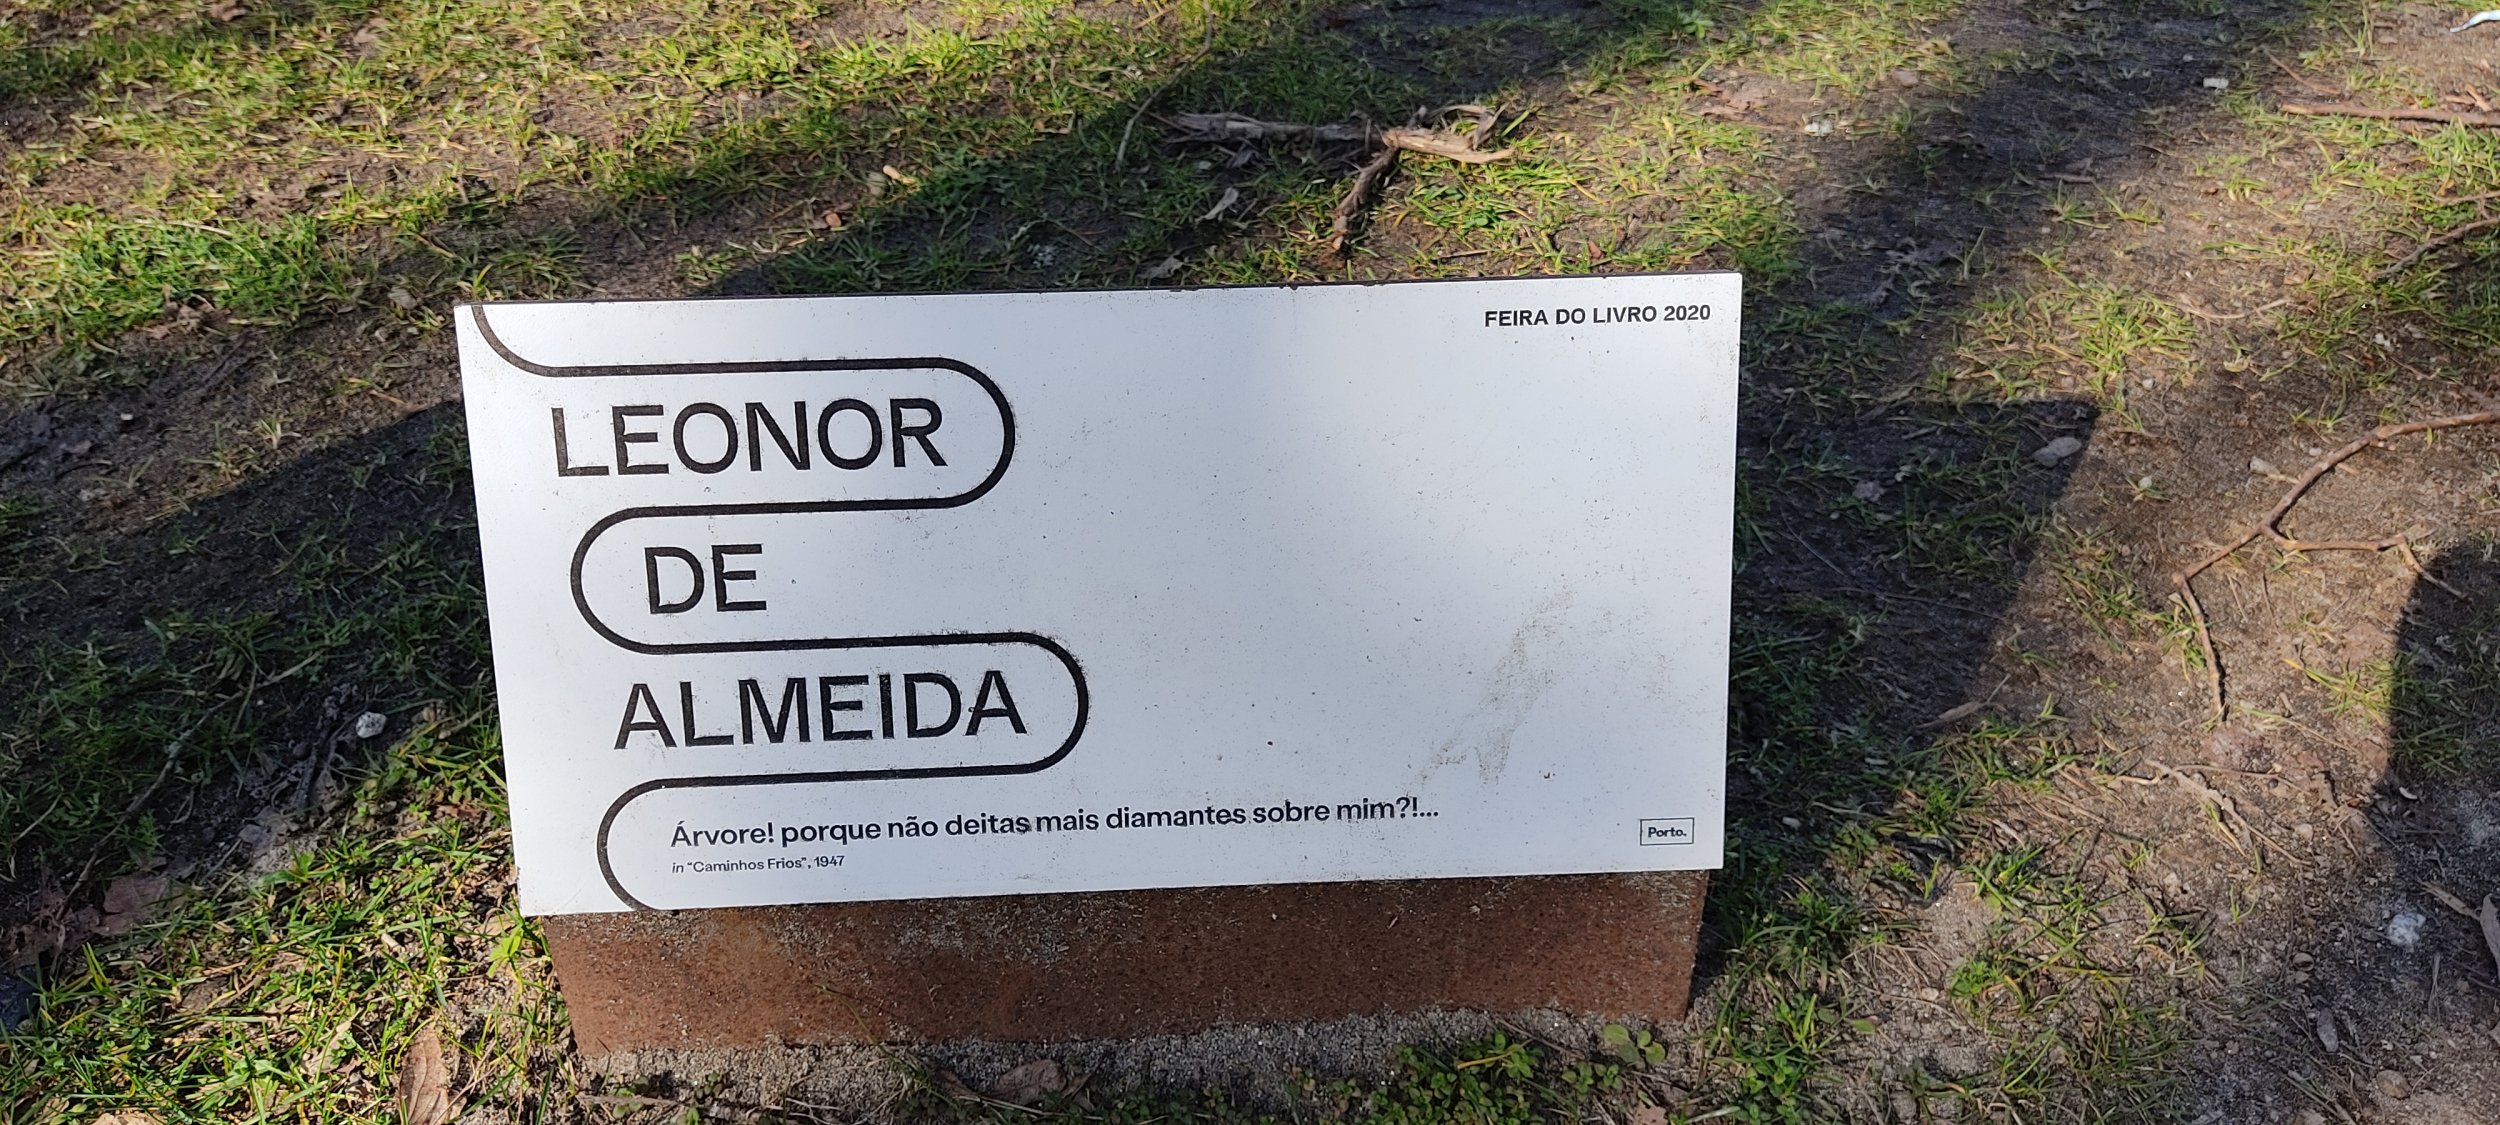 FEIRA DO LIVRO 2020
LEONOR
DE
ALMEIDA
Árvore! porque não deitas mais diamantes sobre mim?!...
in "Caminhos Frios", 1947
Porto.